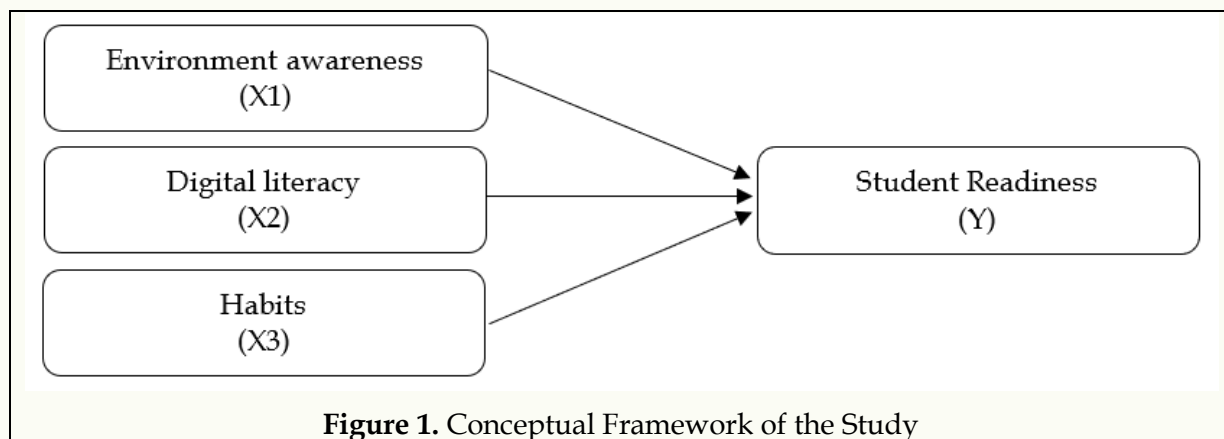 Environment awareness
(X1)
Digital literacy
(X2)
Habits
(X3)
Student Readiness
(Y)
Figure 1. Conceptual Framework of the Study